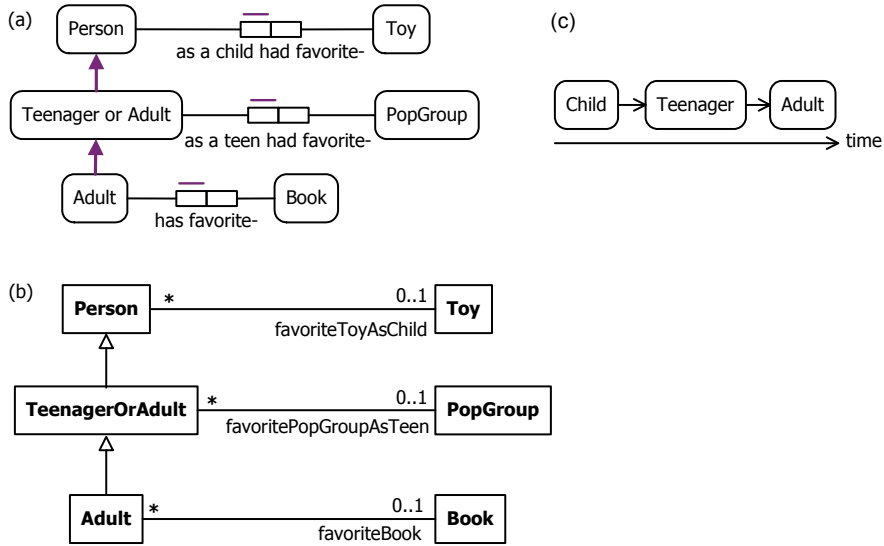 (a)
Person
Toy
as a child had favorite-
Teenager or Adult
PopGroup
as a teen had favorite-
Adult
Book
has favorite-
(c)
Child
Teenager
Adult
time
(b)
Person
*
0..1
Toy
favoriteToyAsChild
TeenagerOrAdult
*
0..1
PopGroup
favoritePopGroupAsTeen
Adult
*
0..1
Book
favoriteBook